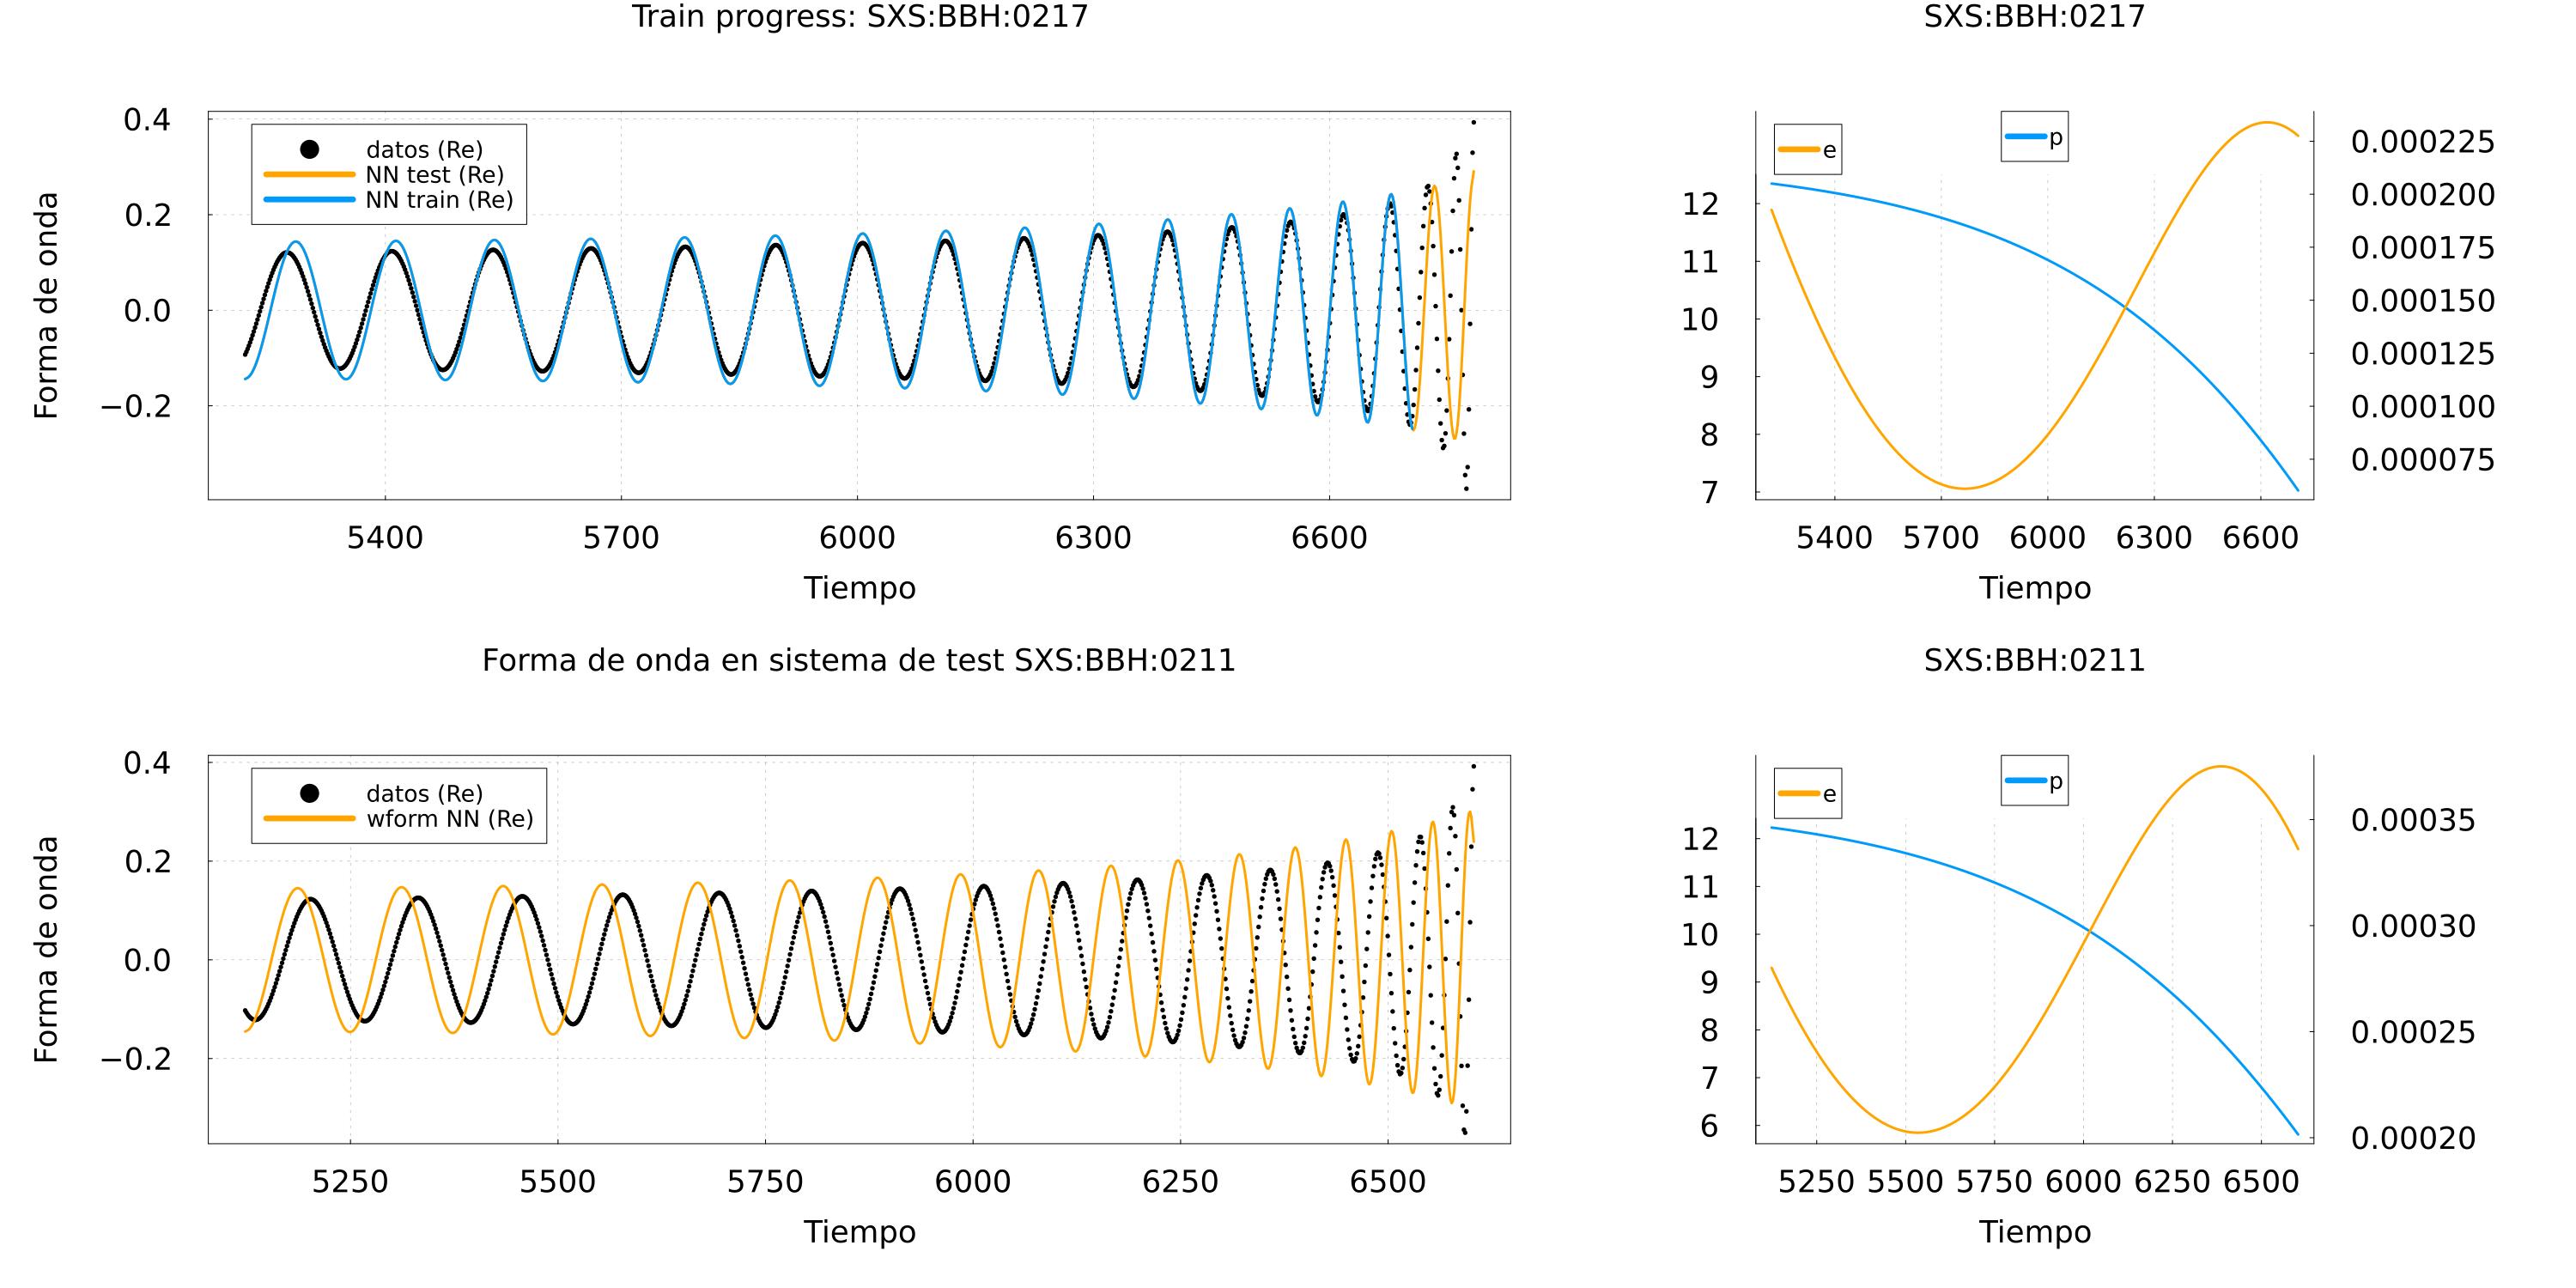 Train progress: SXS:BBH:0217
SXS:BBH:0217
Forma de onda
0.4
0.2
0.0
−0.2
datos (Re)
NN test (Re)
NN train (Re)
5400 5700 6000 6300 6600
Tiempo
e
p
12
11
10
9
8
7
0.000225
0.000200
0.000175
0.000150
0.000125
0.000100
0.000075
5400 5700 6000 6300 6600
Tiempo
Forma de onda en sistema de test SXS:BBH:0211
SXS:BBH:0211
Forma de onda
0.4
0.2
0.0
−0.2
datos (Re)
wform NN (Re)
5250 5500 5750 6000 6250 6500
Tiempo
e
p
12
11
10
9
8
7
6
0.00035
0.00030
0.00025
0.00020
5250 5500 5750 6000 6250 6500
Tiempo